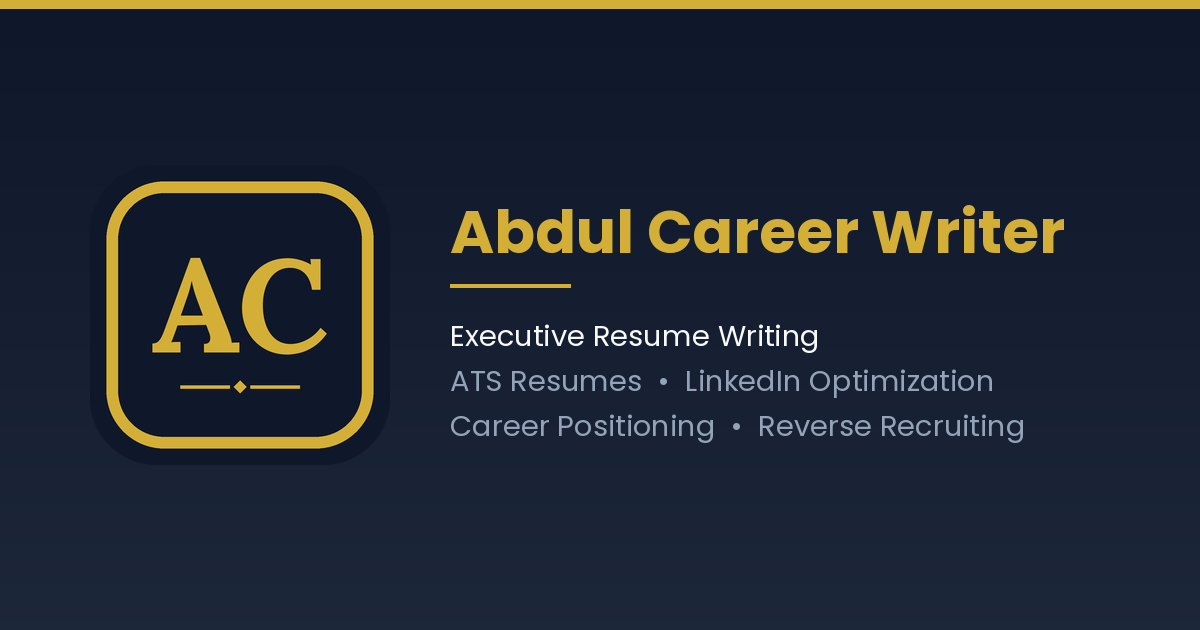 AC
Abdul Career Writer
Executive Resume Writing
ATS Resumes • LinkedIn Optimization
Career Positioning • Reverse Recruiting